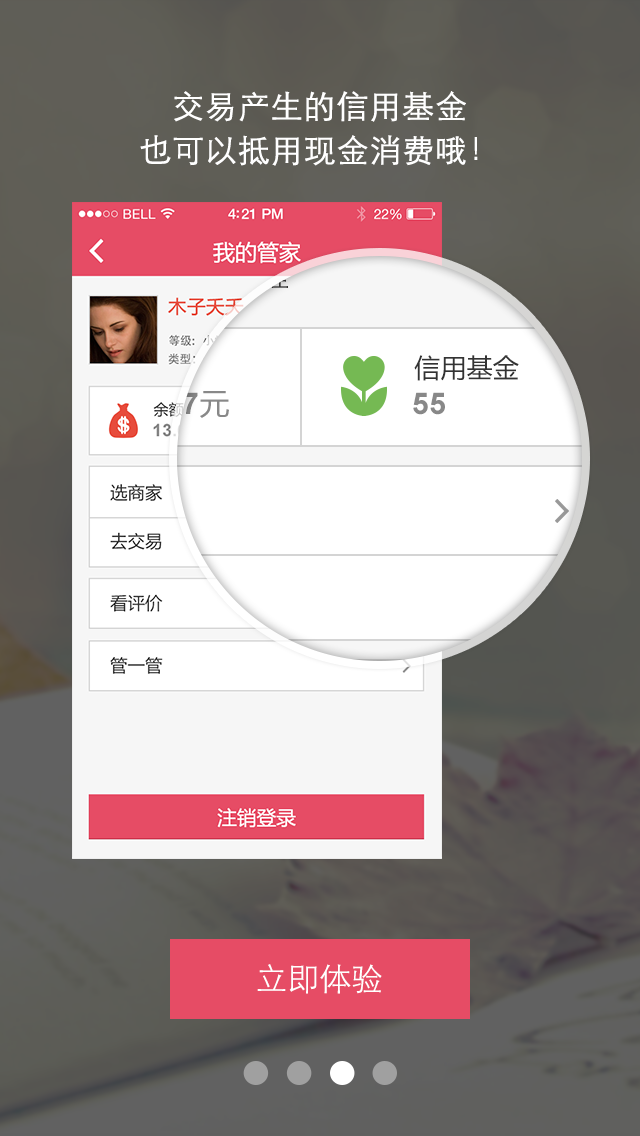 交易产生的信用基金
也可以抵用现金消费哦!
BELL 4:21 PM 22%
我的管家
木子夭夭
等级: 小
类型:
余额
13.
7元
信用基金
55
选商家
去交易
看评价
管一管
注销登录
立即体验